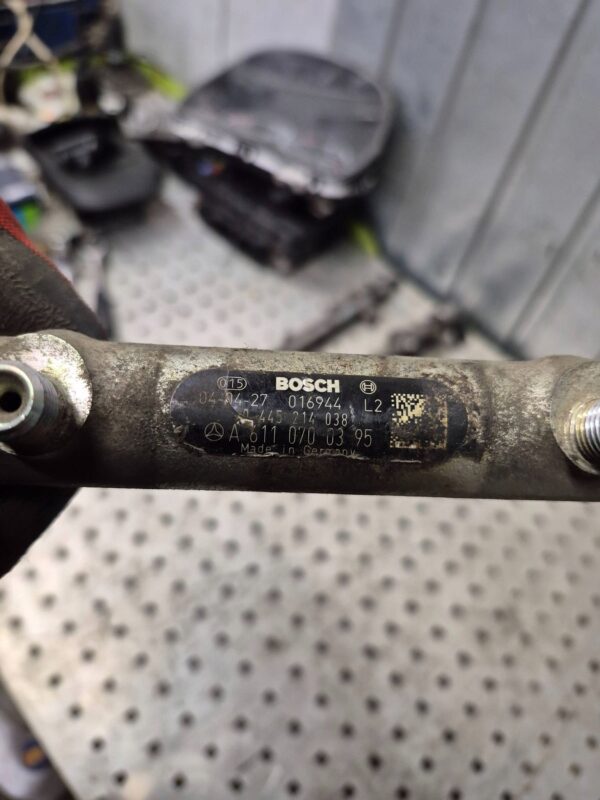 015 BOSCH
04-04-27 016944 L2
0 445 214 038
A 611 070 03 95
Made in Germany